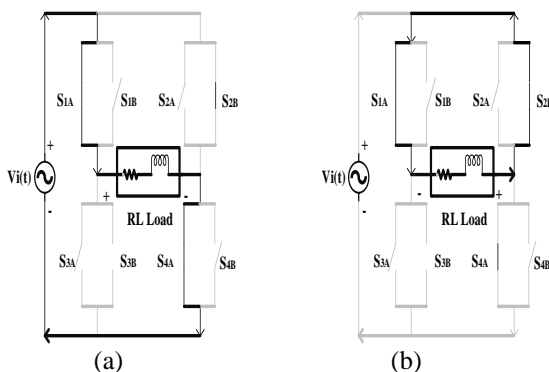 S1A S1B S2A S2B
+
Vi(t)
-
+ -
RL Load
S3A S3B S4A S4B
(a)
S1A S1B S2A S2B
+
Vi(t)
-
- +
RL Load
S3A S3B S4A S4B
(b)